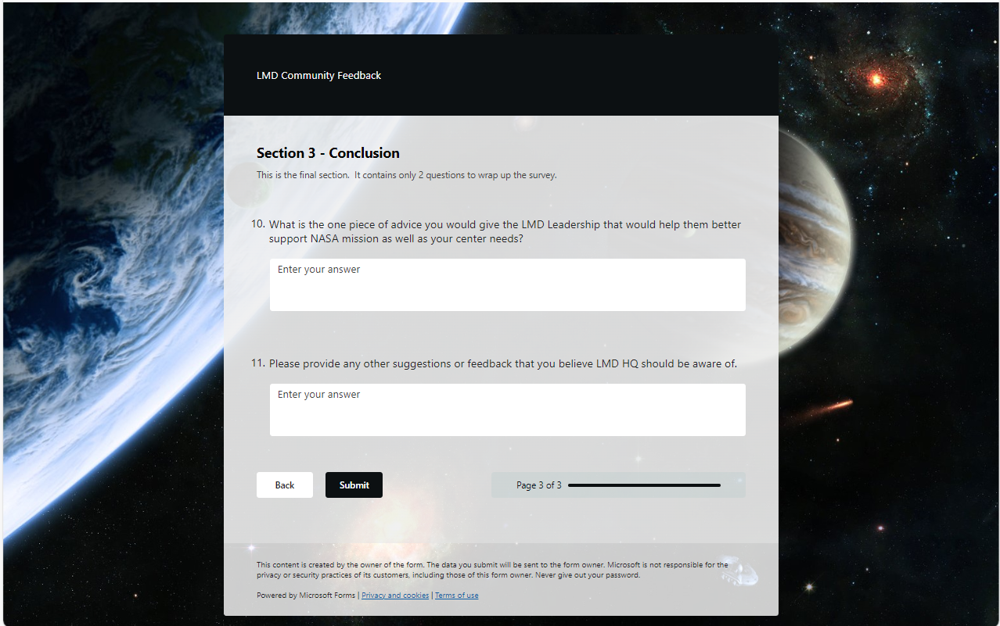 LMD Community Feedback
Section 3 - Conclusion
This is the final section.  It contains only 2 questions to wrap up the survey.
10. What is the one piece of advice you would give the LMD Leadership that would help them better
support NASA mission as well as your center needs?
Enter your answer
11. Please provide any other suggestions or feedback that you believe LMD HQ should be aware of.
Enter your answer
Back
Submit
Page 3 of 3
This content is created by the owner of the form. The data you submit will be sent to the form owner. Microsoft is not responsible for the
privacy or security practices of its customers, including those of this form owner. Never give out your password.
Powered by Microsoft Forms | Privacy and cookies | Terms of use